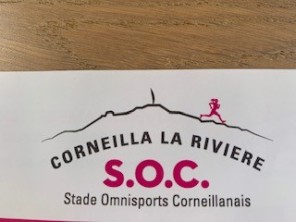 CORNEILLA LA RIVIERE
S.O.C.
Stade Omnisports Corneillanais